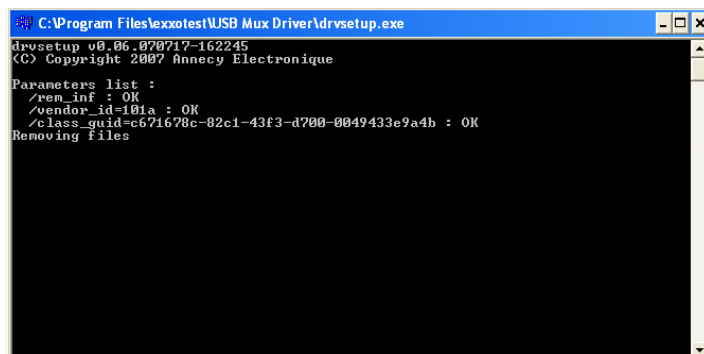 C:\Program Files\exxotest\USB Mux Driver\drvsetup.exe
drvsetup v0.06.070717-162245
(C) Copyright 2007 Annecy Electronique
Parameters list :
/rem_inf : OK
/vendor_id=101a : OK
/class_guid=c671678c-82c1-43f3-d700-0049433e9a4b : OK
Removing files